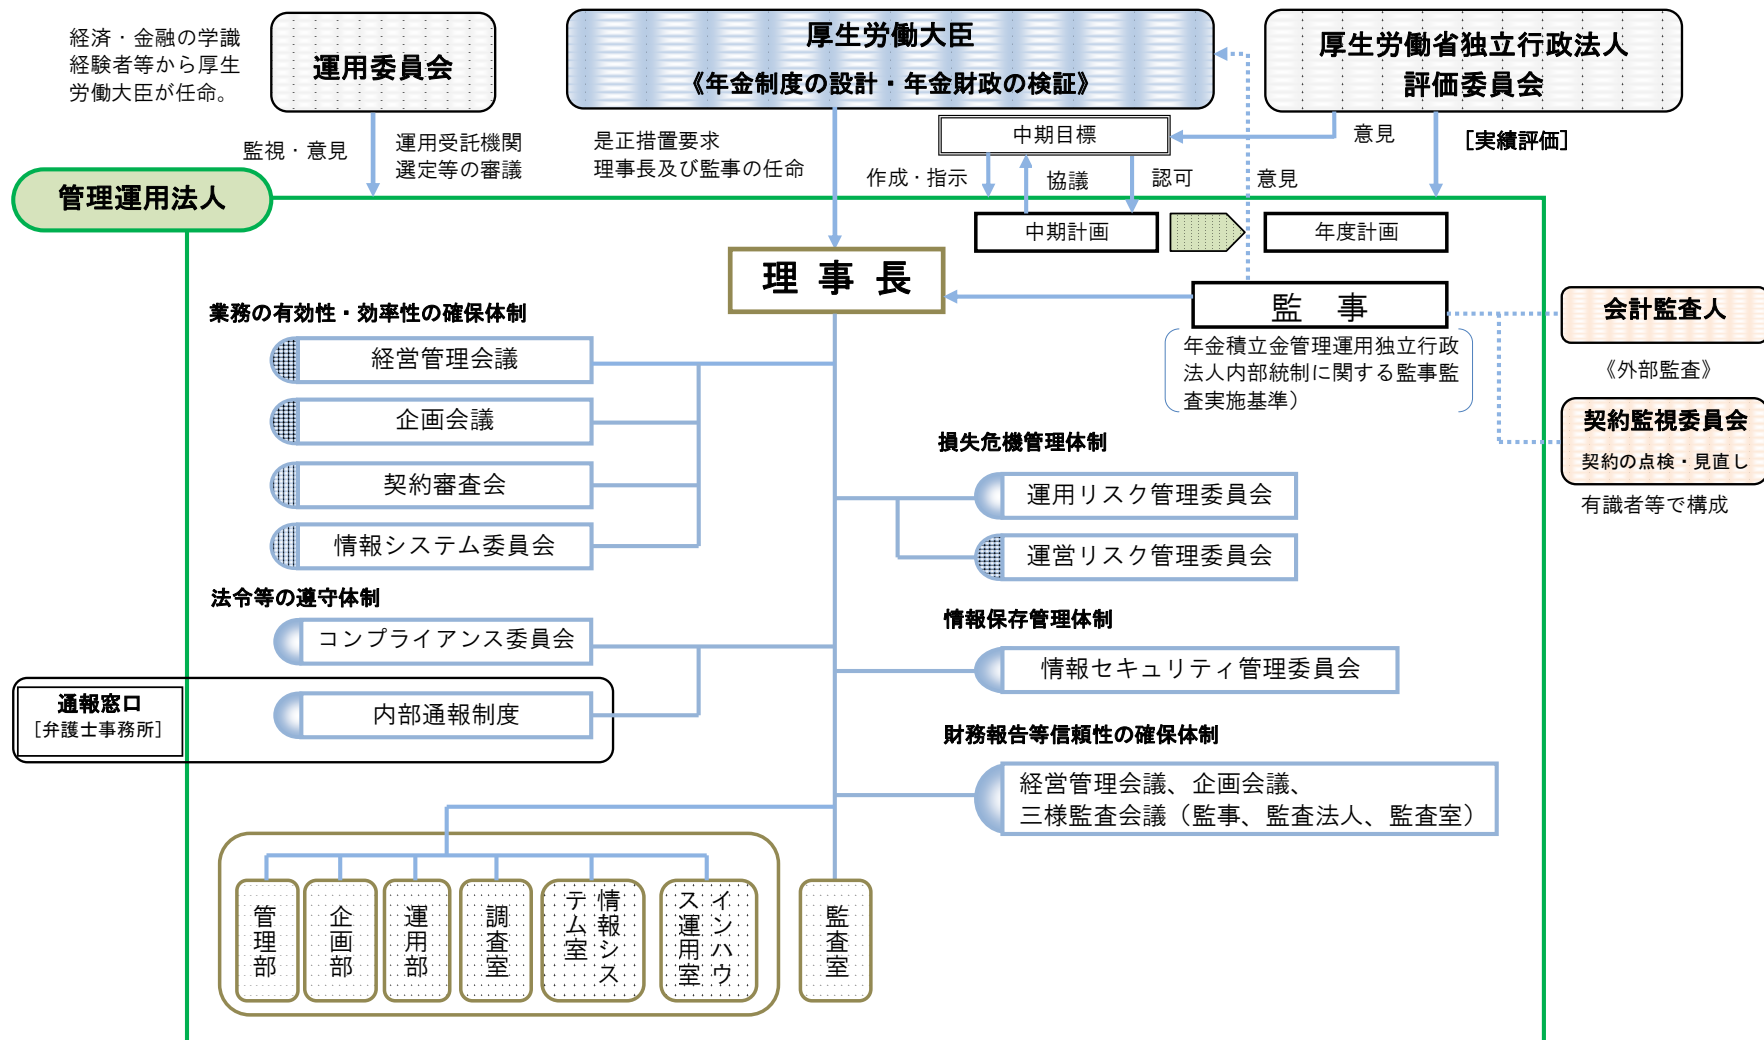 経済・金融の学識
経験者等から厚生
労働大臣が任命。
運用委員会
厚生労働大臣
《年金制度の設計・年金財政の検証》
厚生労働省独立行政法人
評価委員会
監視・意見
運用受託機関
選定等の審議
是正措置要求
理事長及び監事の任命
中期目標
意見
[実績評価]
作成・指示
協議
認可
意見
管理運用法人
中期計画
年度計画
理事長
監事
年金積立金管理運用独立行政
法人内部統制に関する監事監
査実施基準）
会計監査人
《外部監査》
契約監視委員会
契約の点検・見直し
有識者等で構成
業務の有効性・効率性の確保体制
経営管理会議
企画会議
契約審査会
情報システム委員会
法令等の遵守体制
コンプライアンス委員会
通報窓口
[弁護士事務所]
内部通報制度
損失危機管理体制
運用リスク管理委員会
運営リスク管理委員会
情報保存管理体制
情報セキュリティ管理委員会
財務報告等信頼性の確保体制
経営管理会議、企画会議、
三様監査会議（監事、監査法人、監査室）
管理部
企画部
運用部
調査室
情報シス
テム室
インハウ
ス運用室
監査室